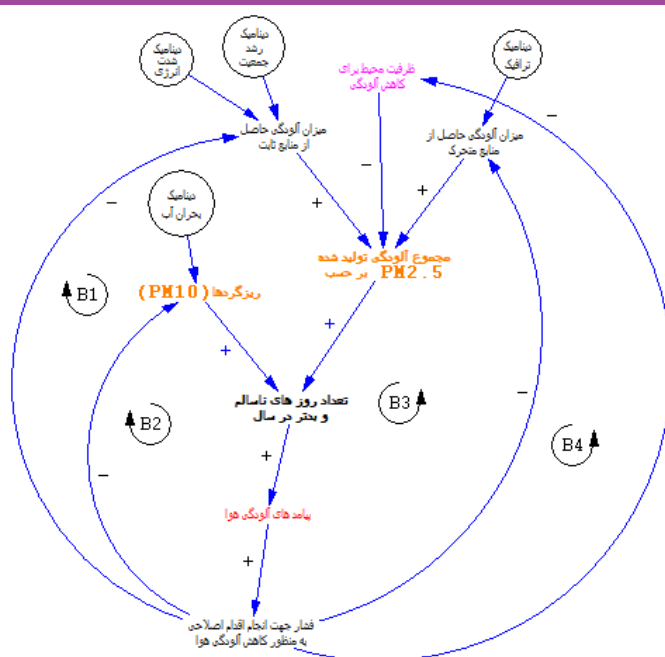 دینامیک
شدت
انرژی
دینامیک
رشد
جمعیت
ظرفیت محیط برای
کاهش آلودگی
دینامیک
ترافیک
−
میزان آلودگی حاصل
از منابع ثابت
میزان آلودگی حاصل از
منابع متحرک
−
−
+
+
دینامیک
بحران آب
مجموع آلودگی تولید شده
بر حسب PM2.5
ریزگردها (PM10)
B1
+
+
تعداد روز های ناسالم
و بدتر در سال
B2
B3
−
B4
+
−
پیامد های آلودگی هوا
+
فشار جهت انجام اقدام اصلاحی
به منظور کاهش آلودگی هوا